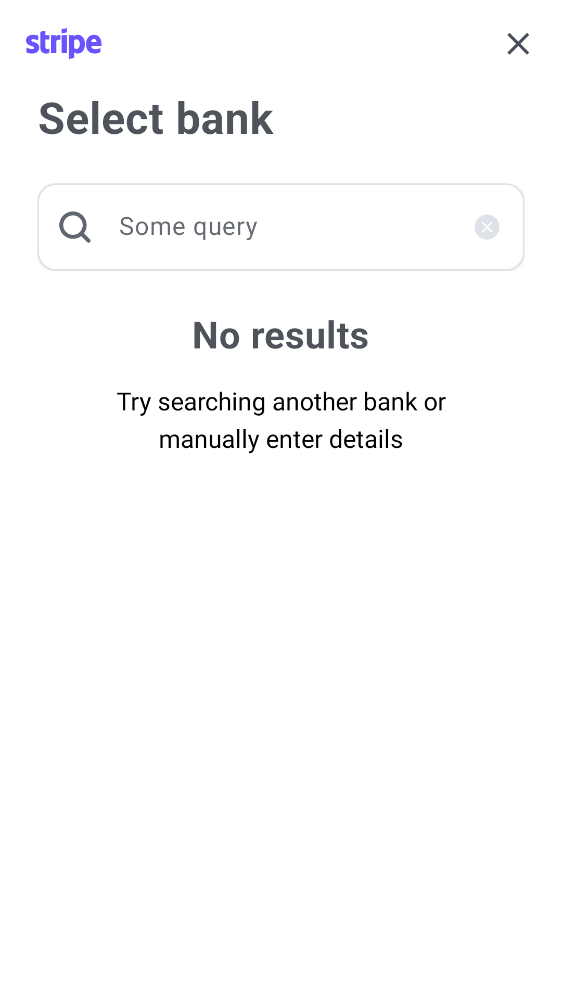 stripe
Select bank
Some query
No results
Try searching another bank or
manually enter details